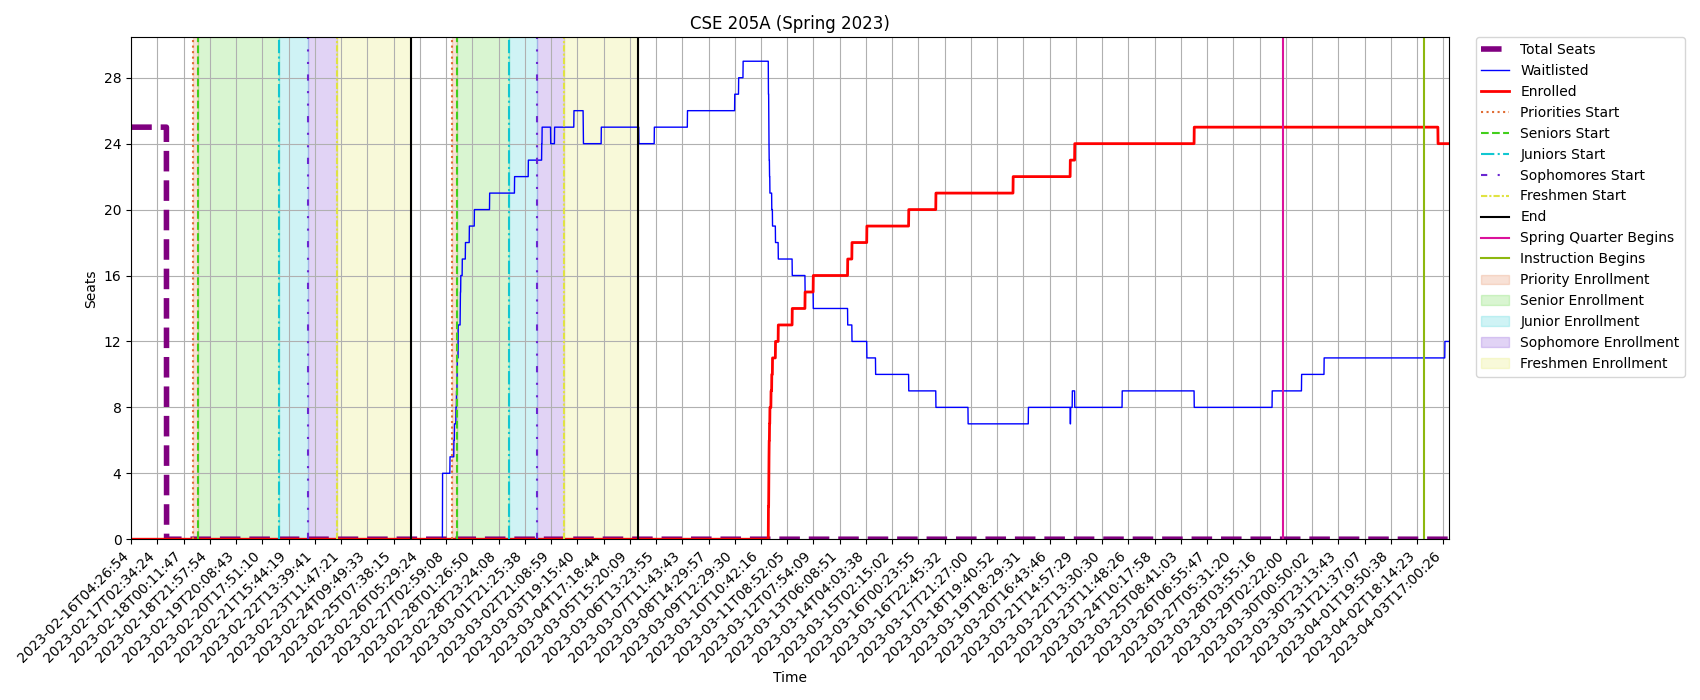 CSE 205A (Spring 2023)
Seats
28
24
20
16
12
8
4
0
2023-02-16T04:26:54
2023-02-17T02:34:24
2023-02-18T00:11:47
2023-02-18T21:57:54
2023-02-19T20:08:43
2023-02-20T17:51:10
2023-02-21T15:44:19
2023-02-22T13:39:41
2023-02-23T11:47:21
2023-02-24T09:49:33
2023-02-25T07:38:15
2023-02-26T05:29:24
2023-02-27T02:59:08
2023-02-28T01:26:50
2023-02-28T23:24:08
2023-03-01T21:25:38
2023-03-02T21:08:59
2023-03-03T19:15:40
2023-03-04T17:18:44
2023-03-05T15:20:09
2023-03-06T13:23:55
2023-03-07T11:43:43
2023-03-08T14:29:57
2023-03-09T12:29:30
2023-03-10T10:42:16
2023-03-11T08:52:05
2023-03-12T07:54:09
2023-03-13T06:08:51
2023-03-14T04:03:38
2023-03-15T02:15:02
2023-03-16T00:23:55
2023-03-16T22:45:32
2023-03-17T21:27:00
2023-03-18T19:40:52
2023-03-19T18:29:31
2023-03-20T16:43:46
2023-03-21T14:57:29
2023-03-22T13:30:30
2023-03-23T11:48:26
2023-03-24T10:17:58
2023-03-25T08:41:03
2023-03-26T06:55:47
2023-03-27T05:31:20
2023-03-28T03:55:16
2023-03-29T02:22:00
2023-03-30T00:50:02
2023-03-30T23:13:43
2023-03-31T21:37:07
2023-04-01T19:50:38
2023-04-02T18:14:23
2023-04-03T17:00:26
Time
Total Seats
Waitlisted
Enrolled
Priorities Start
Seniors Start
Juniors Start
Sophomores Start
Freshmen Start
End
Spring Quarter Begins
Instruction Begins
Priority Enrollment
Senior Enrollment
Junior Enrollment
Sophomore Enrollment
Freshmen Enrollment